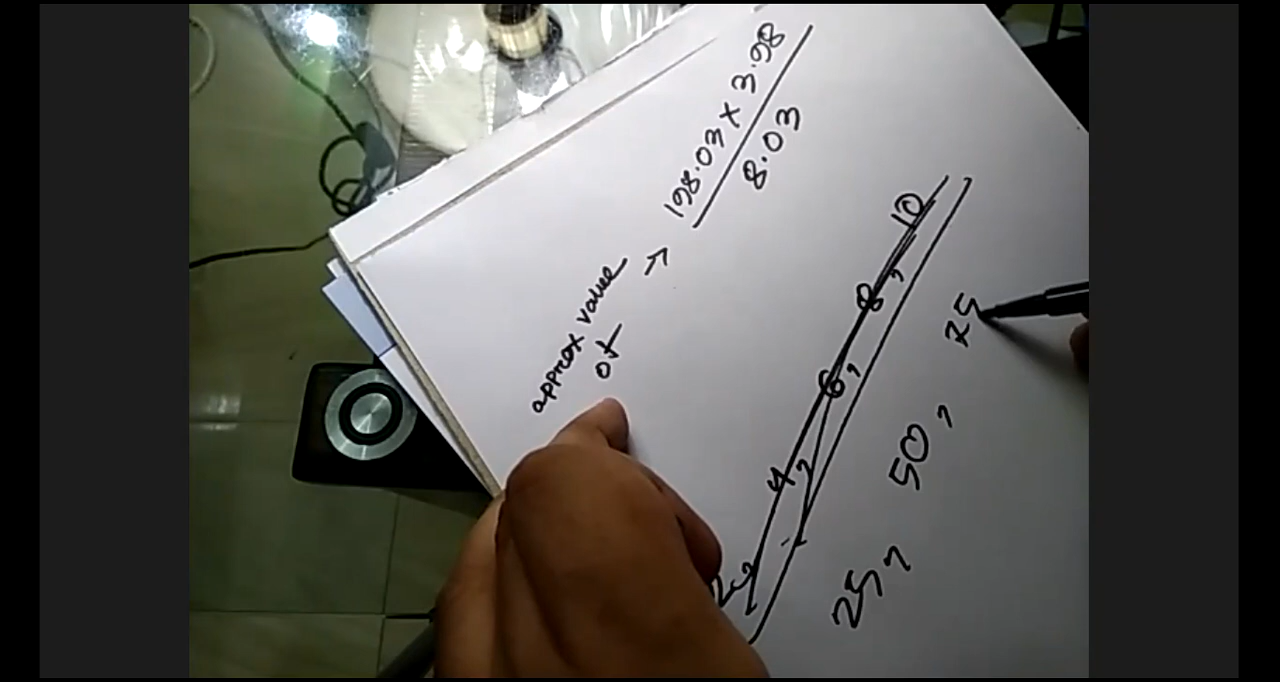 approx value
of → 198.03 x 3.98
8.03
2, 4, 6, 8, 10
25, 50, 75